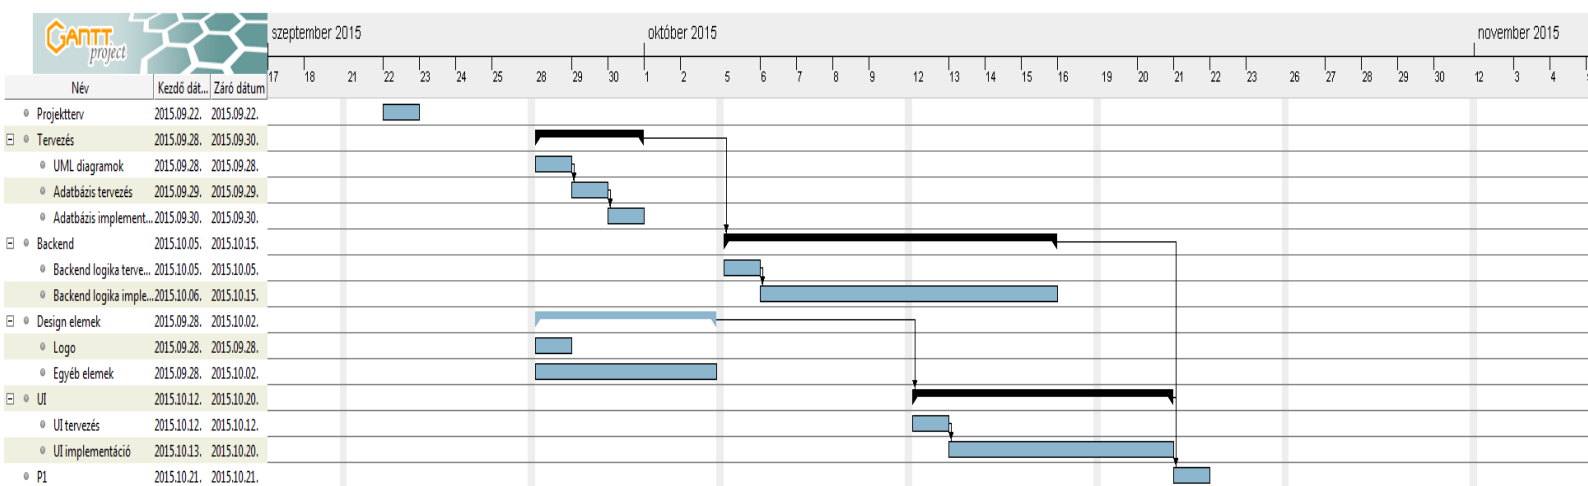 GANTT project
szeptember 2015 október 2015 november 2015
17 18 21 22 23 24 25 28 29 30 1 2 5 6 7 8 9 12 13 14 15 16 19 20 21 22 23 26 27 28 29 30 12 3 4
Név Kezdő dát... Záró dátum
Projektterv 2015.09.22. 2015.09.22.
Tervezés 2015.09.28. 2015.09.30.
UML diagramok 2015.09.28. 2015.09.28.
Adatbázis tervezés 2015.09.29. 2015.09.29.
Adatbázis implement... 2015.09.30. 2015.09.30.
Backend 2015.10.05. 2015.10.15.
Backend logika terve... 2015.10.05. 2015.10.05.
Backend logika imple... 2015.10.06. 2015.10.15.
Design elemek 2015.09.28. 2015.10.02.
Logo 2015.09.28. 2015.09.28.
Egyéb elemek 2015.09.28. 2015.10.02.
UI 2015.10.12. 2015.10.20.
UI tervezés 2015.10.12. 2015.10.12.
UI implementáció 2015.10.13. 2015.10.20.
P1 2015.10.21. 2015.10.21.